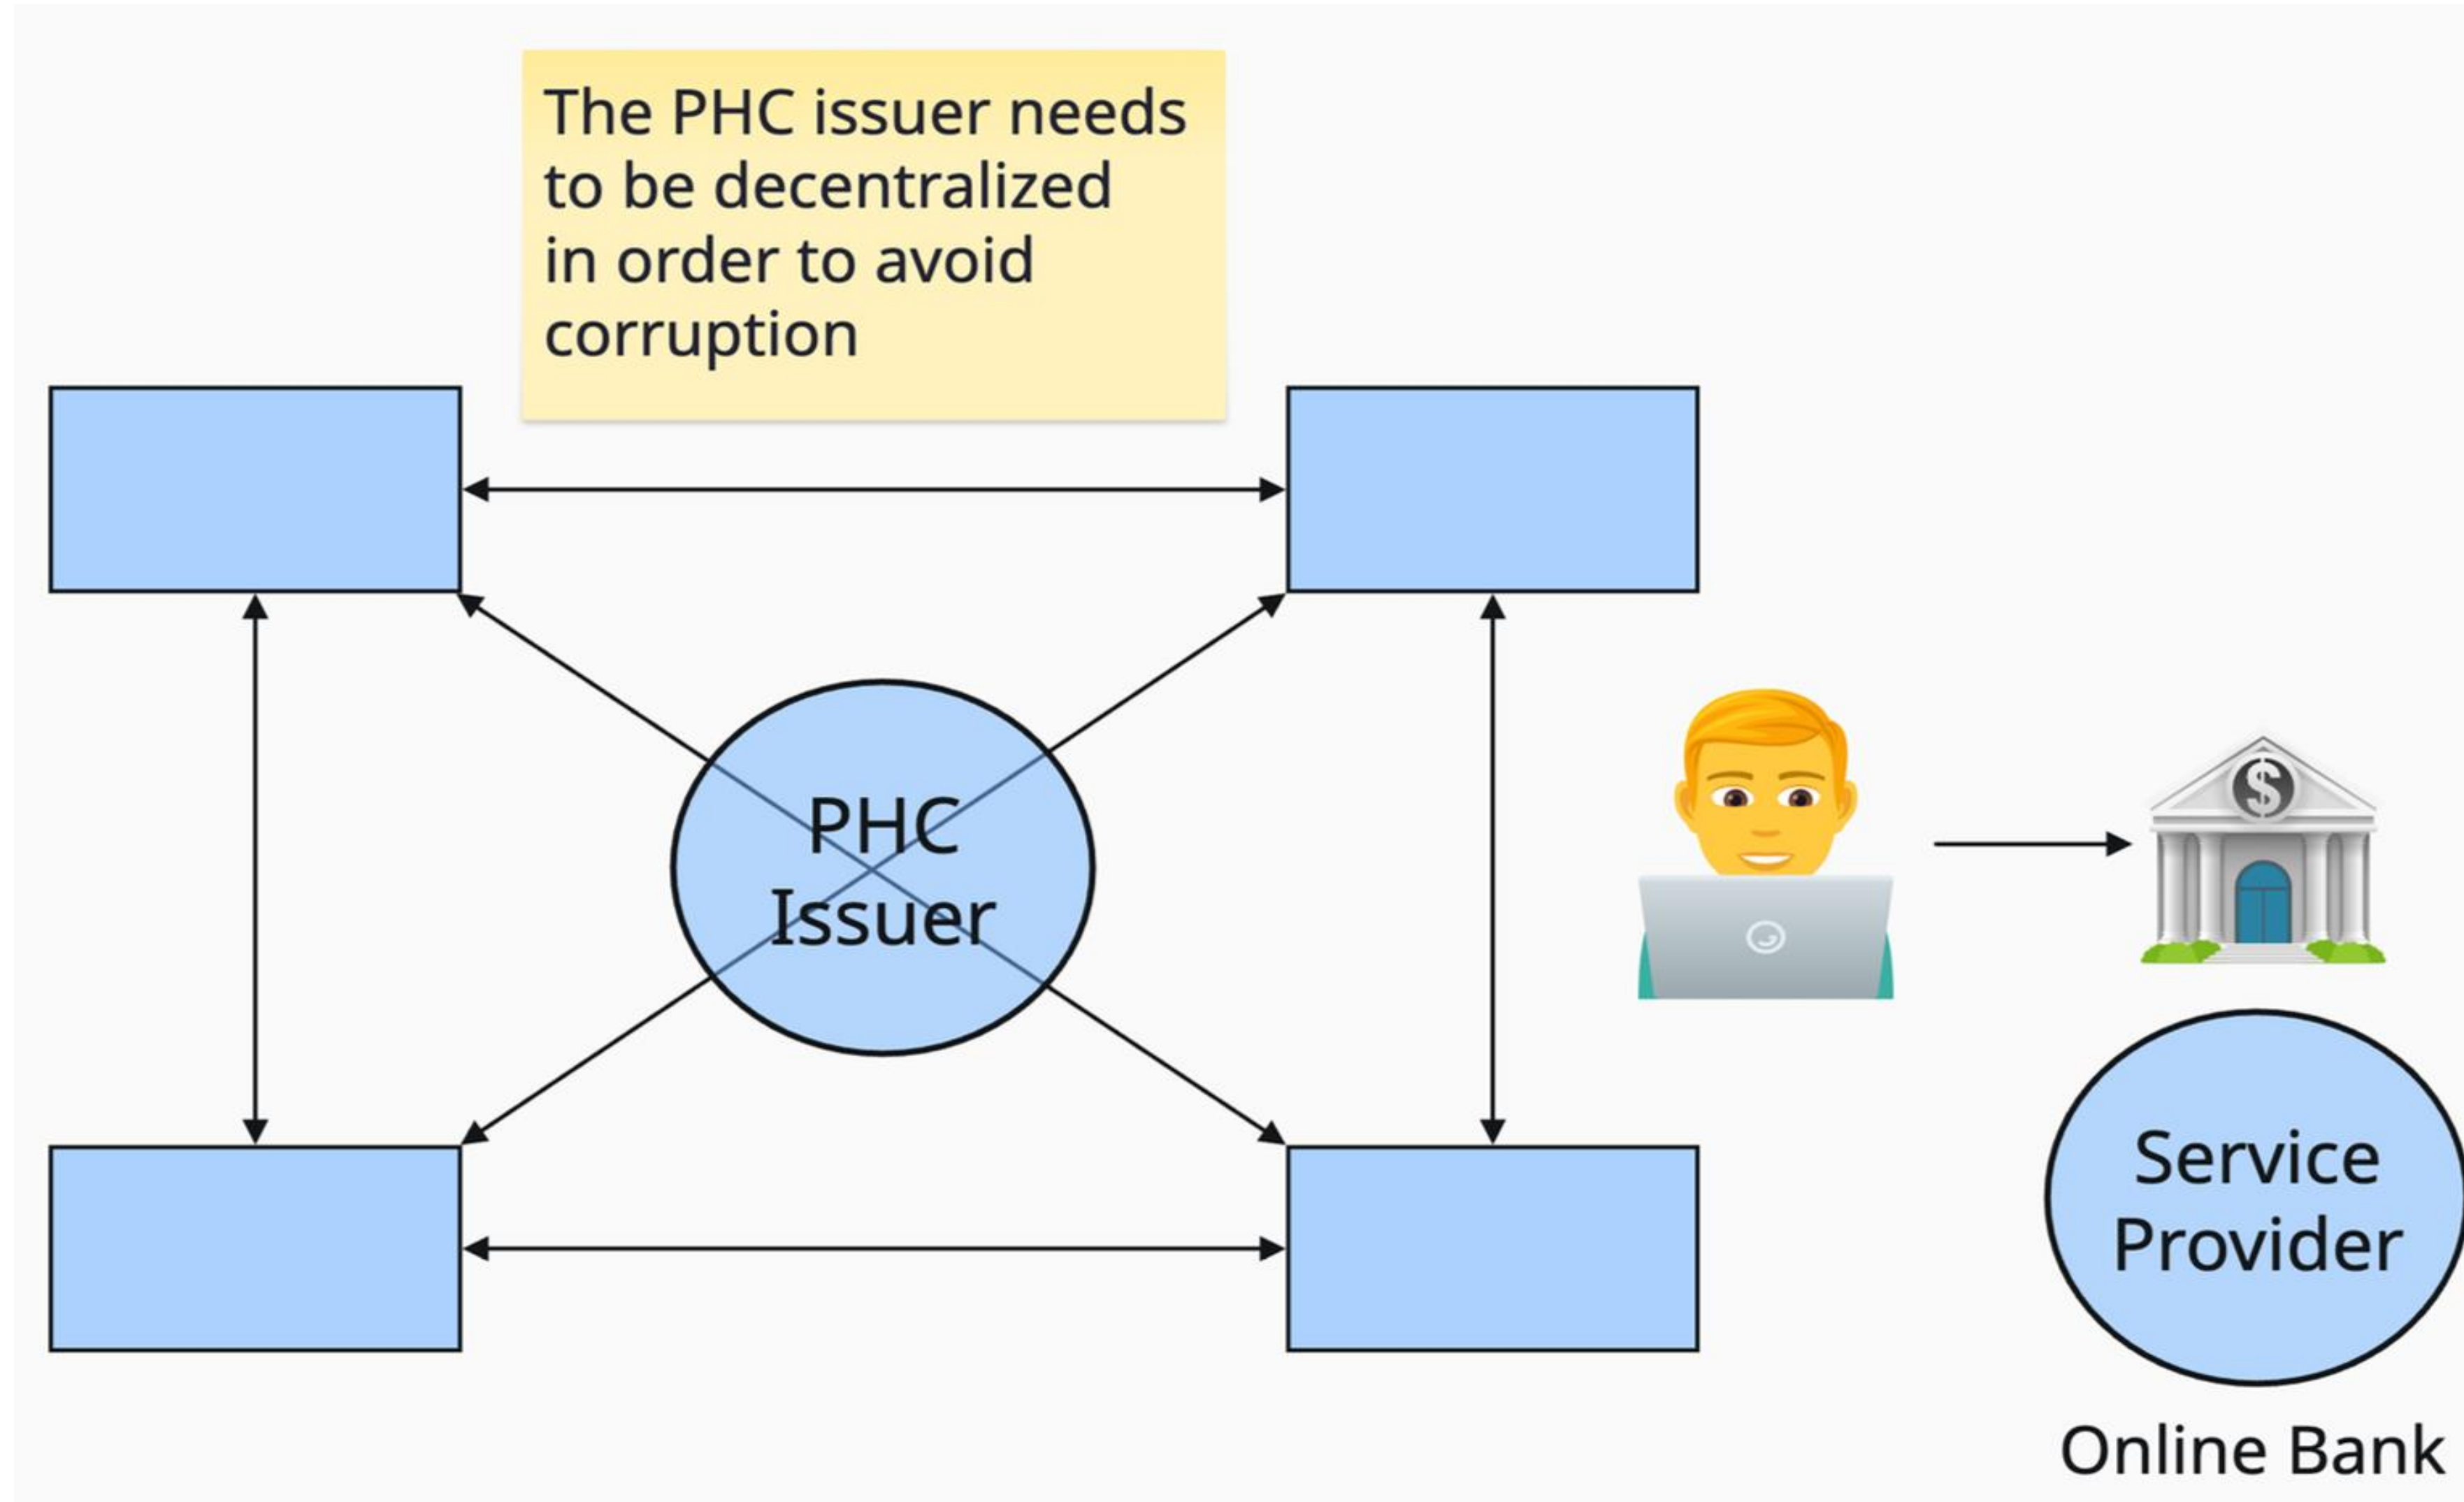 The PHC issuer needs
to be decentralized
in order to avoid
corruption
PHC
Issuer
$
Service
Provider
Online Bank